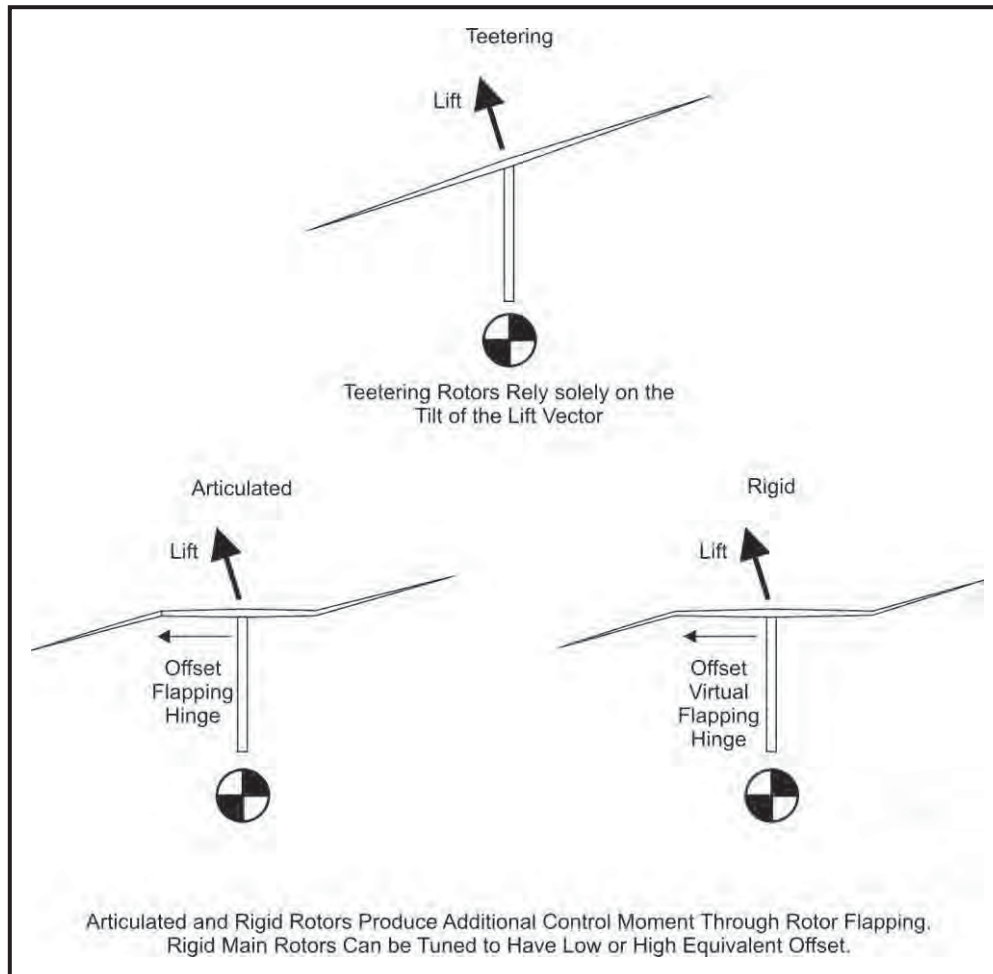 Teetering
Lift
Teetering Rotors Rely solely on the
Tilt of the Lift Vector
Articulated
Lift
Offset
Flapping
Hinge
Rigid
Lift
Offset
Virtual
Flapping
Hinge
Articulated and Rigid Rotors Produce Additional Control Moment Through Rotor Flapping.
Rigid Main Rotors Can be Tuned to Have Low or High Equivalent Offset.